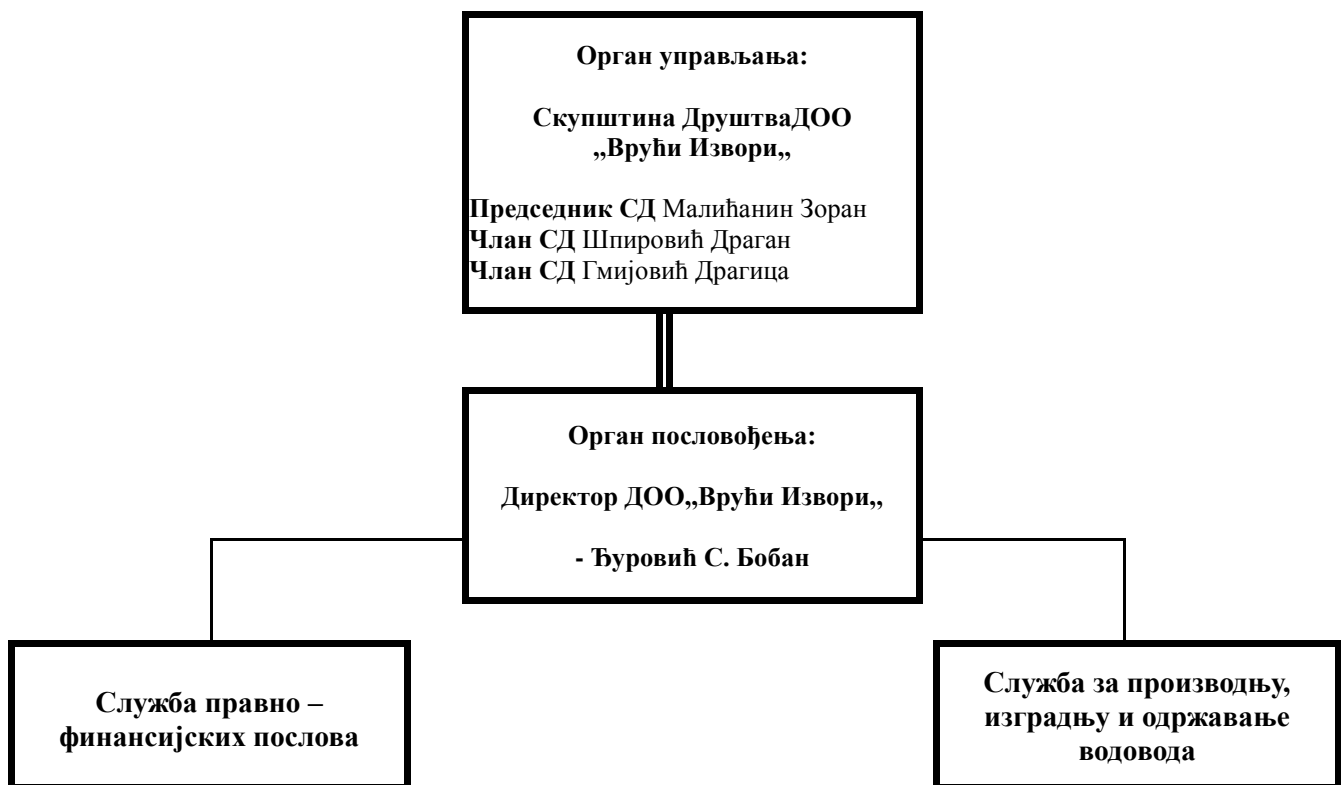 Орган управљања:
Скупштина ДруштваДОО
„Врући Извори„
Председник СД Малићанин Зоран
Члан СД Шпировић Драган
Члан СД Гмијовић Драгица
Орган пословођења:
Директор ДОО„Врући Извори„
- Ђуровић С. Бобан
Служба правно –
финансијских послова
Служба за производњу,
изградњу и одржавање
водовода